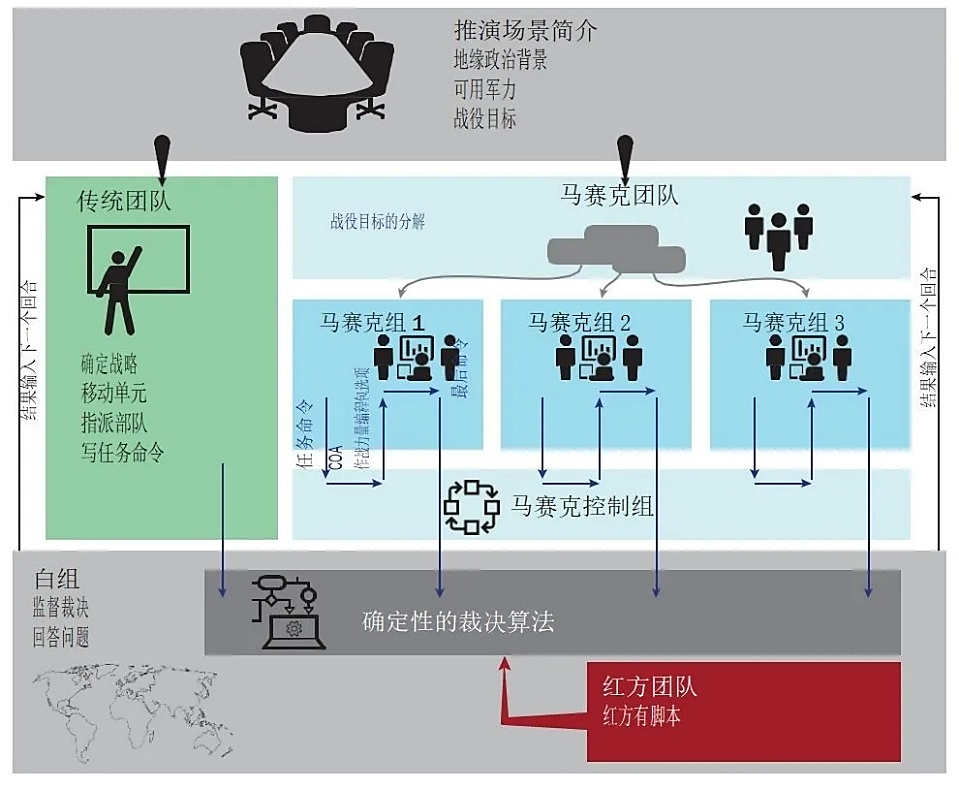 推演场景简介
地缘政治背景
可用军力
战役目标
传统团队
确定战略
移动单元
指派部队
写任务命令
结果输入下一个回合
马赛克团队
战役目标的分解
马赛克组 1
任务命令
COA
作战力量编程包选项
最后命令
马赛克组 2
马赛克组 3
马赛克控制组
结果输入下一个回合
白组
监督裁决
回答问题
确定性的裁决算法
红方团队
红方有脚本